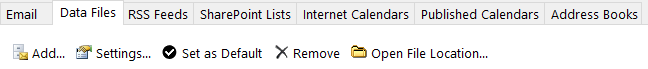 Email Data Files RSS Feeds SharePoint Lists Internet Calendars Published Calendars Address Books
Add... Settings... Set as Default Remove Open File Location...